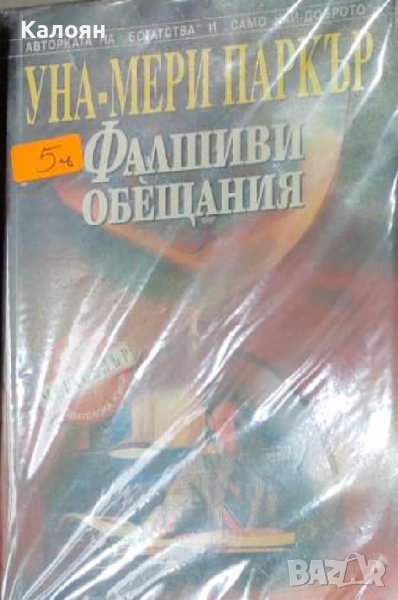 Калоян
АВТОРКАТА НА "БОГАТСТВА" И "САМО НАЙ-ДОБРОТО"
УНА-МЕРИ ПАРКЪР
5лв
ФАЛШИВИ
ОБЕЩАНИЯ
BAZAR